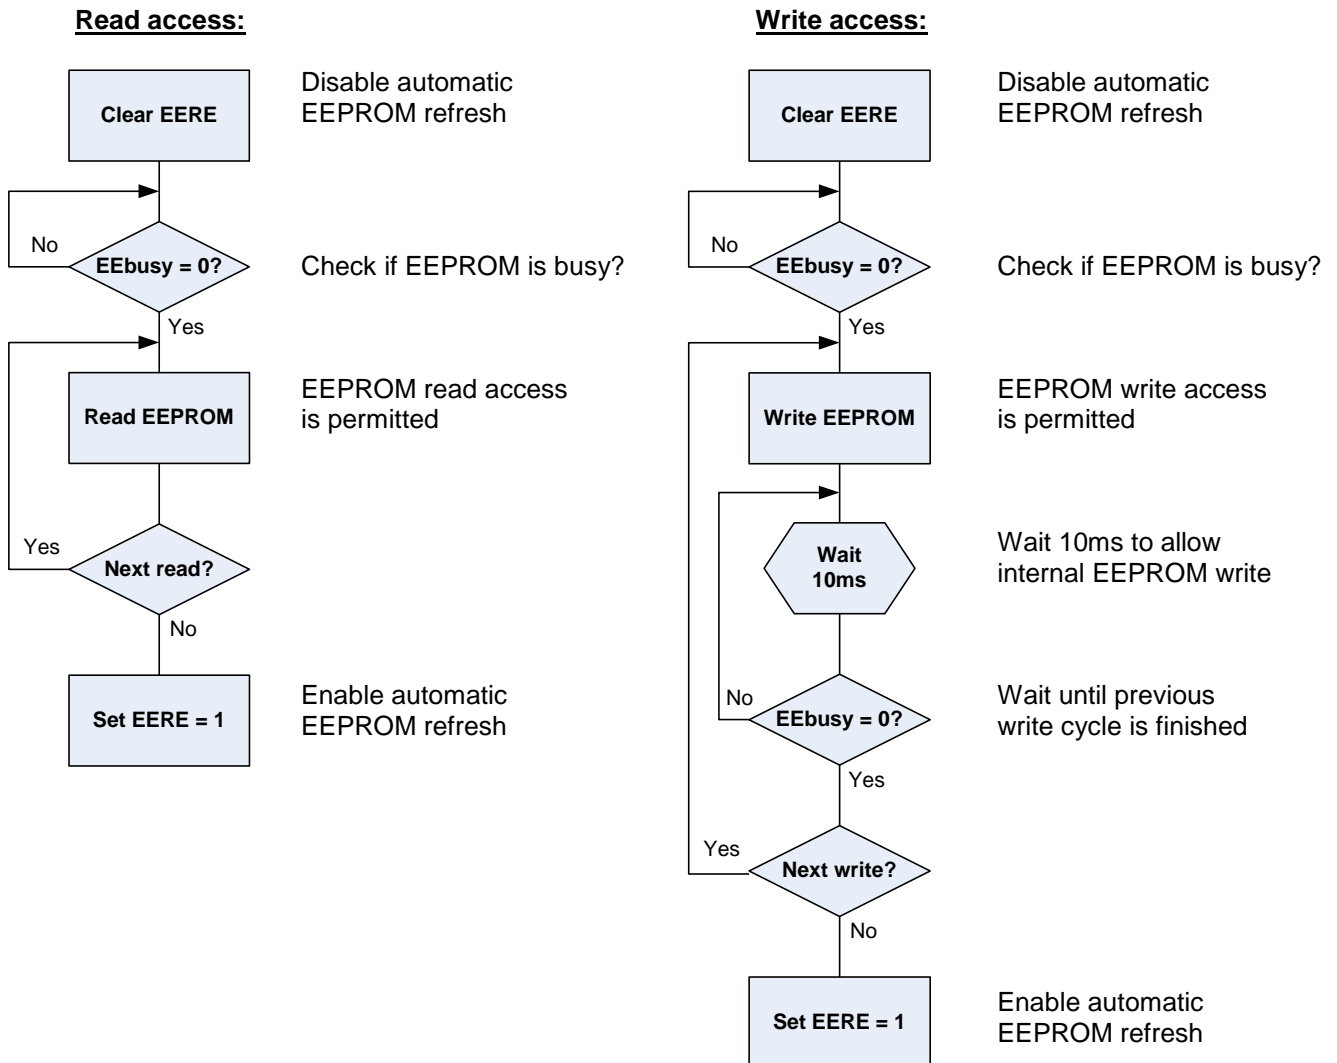 Read access:
Clear EERE
Disable automatic
EEPROM refresh
No
EEbusy = 0?
Check if EEPROM is busy?
Yes
Read EEPROM
EEPROM read access
is permitted
Yes
Next read?
No
Set EERE = 1
Enable automatic
EEPROM refresh
Write access:
Clear EERE
Disable automatic
EEPROM refresh
No
EEbusy = 0?
Check if EEPROM is busy?
Yes
Write EEPROM
EEPROM write access
is permitted
Wait
10ms
Wait 10ms to allow
internal EEPROM write
No
EEbusy = 0?
Wait until previous
write cycle is finished
Yes
Yes
Next write?
No
Set EERE = 1
Enable automatic
EEPROM refresh